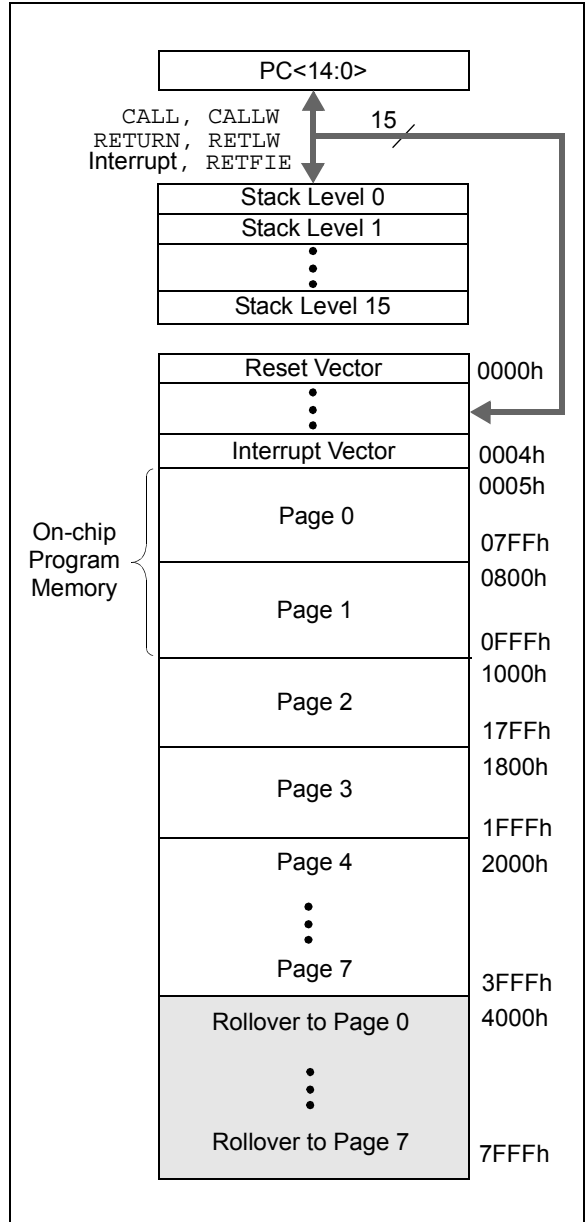 PC<14:0>
CALL, CALLW
15
RETURN, RETLW
Interrupt, RETFIE
Stack Level 0
Stack Level 1
Stack Level 15
Reset Vector
0000h
Interrupt Vector
0004h
0005h
On-chip
Program
Memory
Page 0
07FFh
0800h
Page 1
0FFFh
1000h
Page 2
17FFh
1800h
Page 3
1FFFh
Page 4
2000h
Page 7
3FFFh
Rollover to Page 0
4000h
Rollover to Page 7
7FFFh